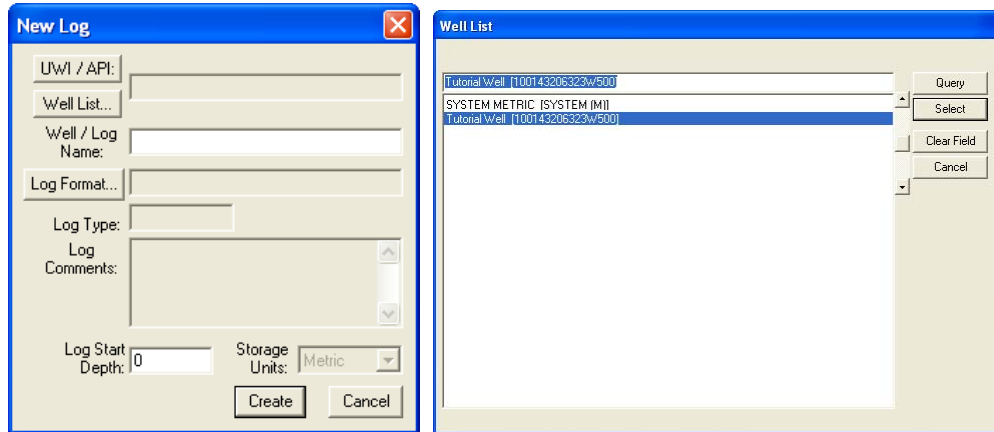 New Log
UWI / API:
Well List...
Well / Log
Name:
Log Format...
Log Type:
Log
Comments:
Log Start
Depth:
0
Storage
Units:
Metric
Create
Cancel
Well List
Tutorial Well [100143206323W500]
SYSTEM METRIC [SYSTEM (M)]
Tutorial Well [100143206323W500]
Query
Select
Clear Field
Cancel